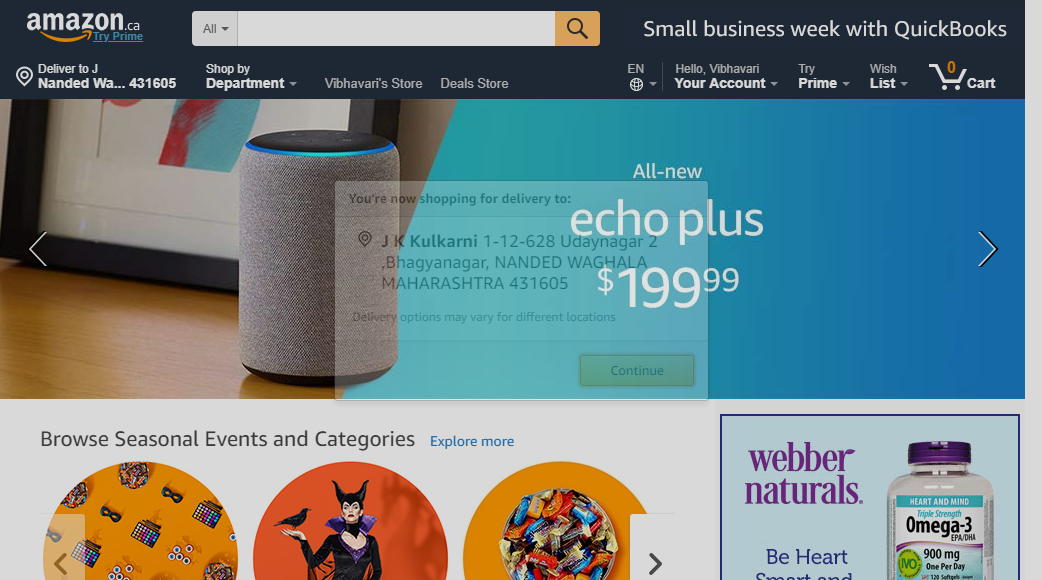 amazon.ca
Try Prime
All
Small business week with QuickBooks
Deliver to J
Nanded Wa... 431605
Shop by
Department
Vibhavari's Store
Deals Store
EN
Hello, Vibhavari
Your Account
Try
Prime
Wish
List
0
Cart
All-new
echo plus
$199 99
You're now shopping for delivery to:
J K Kulkarni 1-12-628 Udaynagar 2
,Bhagyanagar, NANDED WAGHALA
MAHARASHTRA 431605
Delivery options may vary for different locations
Continue
Browse Seasonal Events and Categories
Explore more
webber
naturals.
Be Heart
Smart and
HEART AND MIND
Triple Strength
Omega-3
EPA/DHA
900 mg
One Per Day
IVO
120 Softgels